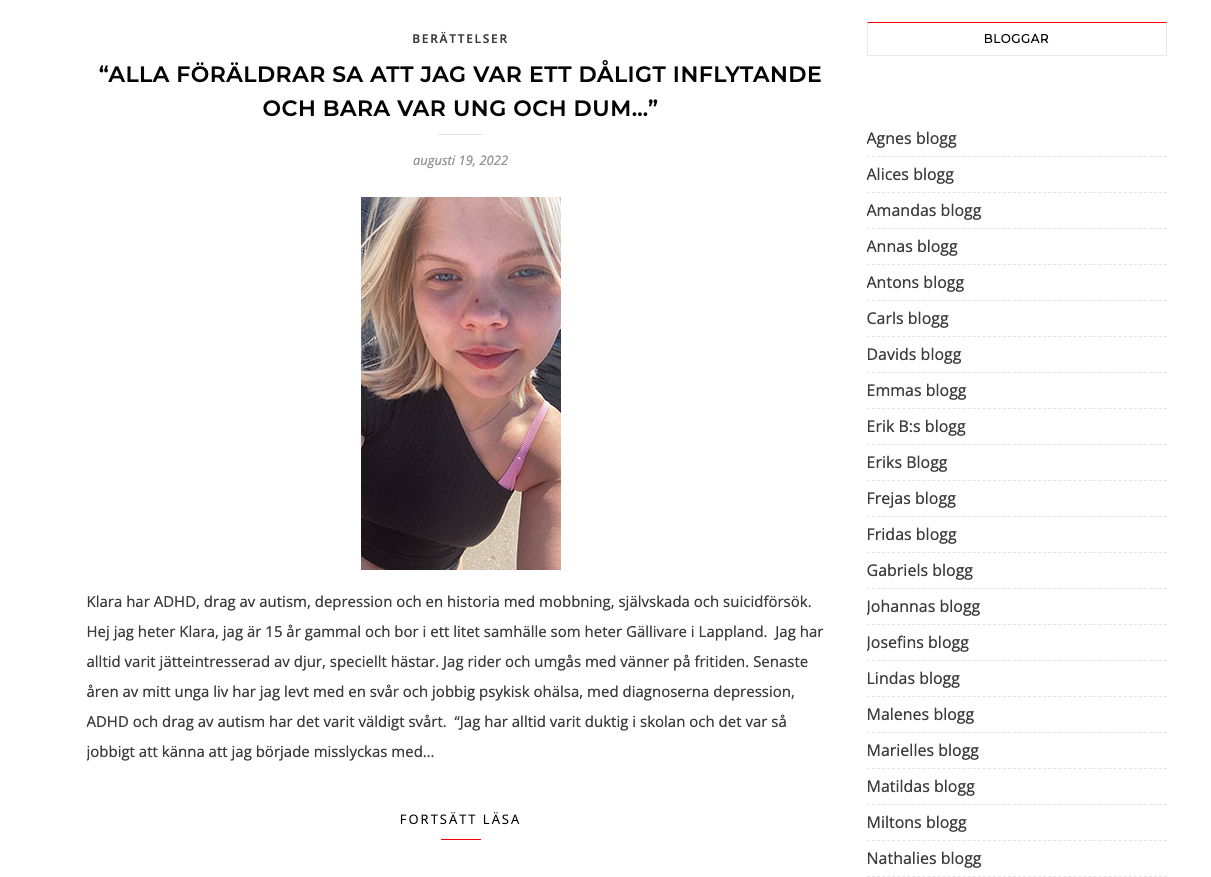 BERÄTTELSER
“ALLA FÖRÄLDRAR SA ATT JAG VAR ETT DÅLIGT INFLYTANDE
OCH BARA VAR UNG OCH DUM…”
augusti 19, 2022
Klara har ADHD, drag av autism, depression och en historia med mobbning, självskada och suicidförsök.
Hej jag heter Klara, jag är 15 år gammal och bor i ett litet samhälle som heter Gällivare i Lappland.  Jag har
alltid varit jätteintresserad av djur, speciellt hästar. Jag rider och umgås med vänner på fritiden. Senaste
åren av mitt unga liv har jag levt med en svår och jobbig psykisk ohälsa, med diagnoserna depression,
ADHD och drag av autism har det varit väldigt svårt.  “Jag har alltid varit duktig i skolan och det var så
jobbigt att känna att jag började misslyckas med…
FORTSÄTT LÄSA
BLOGGAR
Agnes blogg
Alices blogg
Amandas blogg
Annas blogg
Antons blogg
Carls blogg
Davids blogg
Emmas blogg
Erik B:s blogg
Eriks Blogg
Frejas blogg
Fridas blogg
Gabriels blogg
Johannas blogg
Josefins blogg
Lindas blogg
Malenes blogg
Marielles blogg
Matildas blogg
Miltons blogg
Nathalies blogg